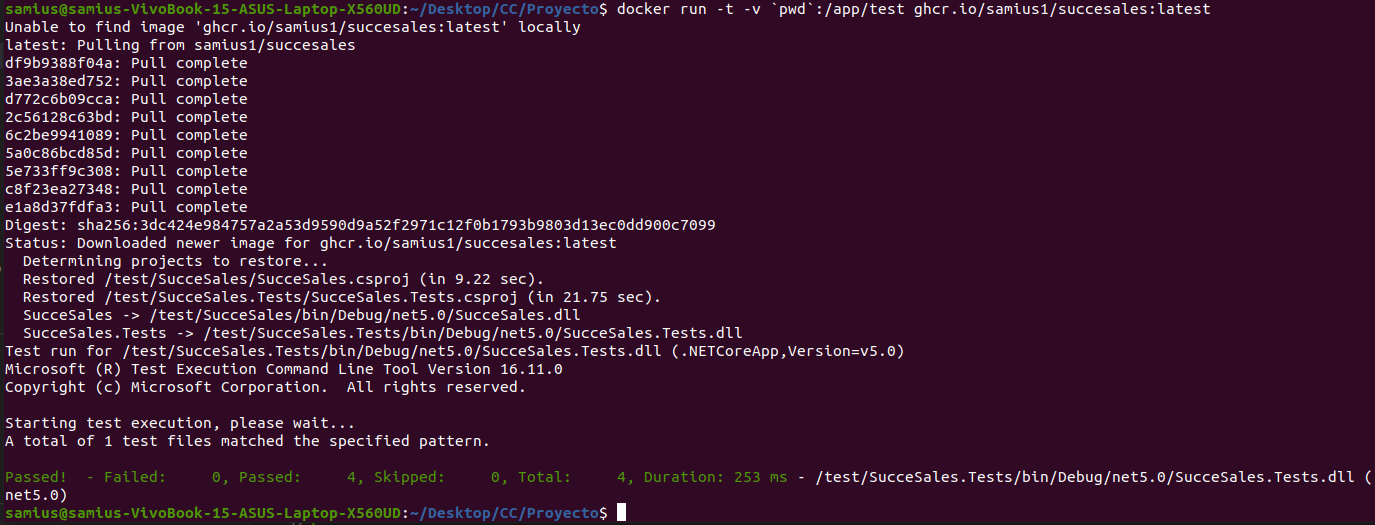 samius@samius-VivoBook-15-ASUS-Laptop-X560UD:~/Desktop/CC/Proyecto$ docker run -t -v `pwd`:/app/test ghcr.io/samius1/succesales:latest
Unable to find image 'ghcr.io/samius1/succesales:latest' locally
latest: Pulling from samius1/succesales
df9b9388f04a: Pull complete
3ae3a38ed752: Pull complete
d772c6b09cca: Pull complete
2c56128c63bd: Pull complete
6c2be9941089: Pull complete
5a0c86bcd85d: Pull complete
5e733ff9c308: Pull complete
c8f23ea27348: Pull complete
e1a8d37fdfa3: Pull complete
Digest: sha256:3dc424e984757a2a53d9590d9a52f2971c12f0b1793b9803d13ec0dd900c7099
Status: Downloaded newer image for ghcr.io/samius1/succesales:latest
  Determining projects to restore...
  Restored /test/SucceSales/SucceSales.csproj (in 9.22 sec).
  Restored /test/SucceSales.Tests/SucceSales.Tests.csproj (in 21.75 sec).
  SucceSales -> /test/SucceSales/bin/Debug/net5.0/SucceSales.dll
  SucceSales.Tests -> /test/SucceSales.Tests/bin/Debug/net5.0/SucceSales.Tests.dll
Test run for /test/SucceSales.Tests/bin/Debug/net5.0/SucceSales.Tests.dll (.NETCoreApp,Version=v5.0)
Microsoft (R) Test Execution Command Line Tool Version 16.11.0
Copyright (c) Microsoft Corporation.  All rights reserved.

Starting test execution, please wait...
A total of 1 test files matched the specified pattern.

Passed!  - Failed:     0, Passed:     4, Skipped:     0, Total:     4, Duration: 253 ms - /test/SucceSales.Tests/bin/Debug/net5.0/SucceSales.Tests.dll (
net5.0)
samius@samius-VivoBook-15-ASUS-Laptop-X560UD:~/Desktop/CC/Proyecto$